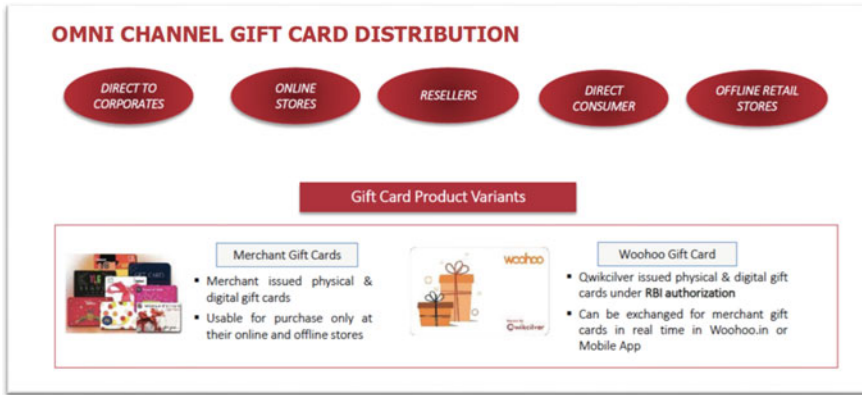 OMNI CHANNEL GIFT CARD DISTRIBUTION
DIRECT TO
CORPORATES
ONLINE
STORES
RESELLERS
DIRECT
CONSUMER
OFFLINE RETAIL
STORES
Gift Card Product Variants
Merchant Gift Cards
▪ Merchant issued physical &
digital gift cards
▪ Usable for purchase only at
their online and offline stores
woohoo
Qwikcilver
Woohoo Gift Card
▪ Qwikcilver issued physical & digital gift
cards under RBI authorization
▪ Can be exchanged for merchant gift
cards in real time in Woohoo.in or
Mobile App